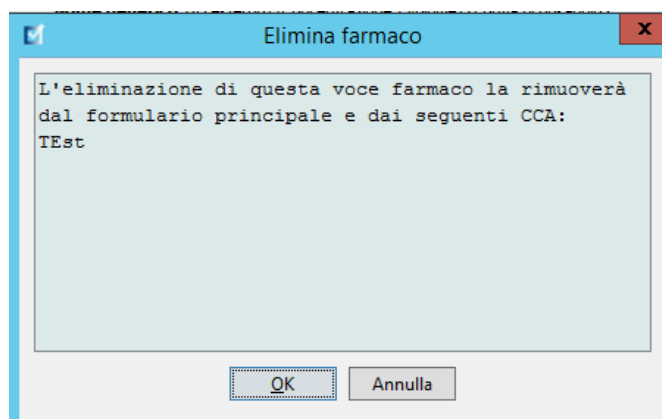 Elimina farmaco
x
L'eliminazione di questa voce farmaco la rimuoverà
dal formulario principale e dai seguenti CCA:
TEst
OK
Annulla